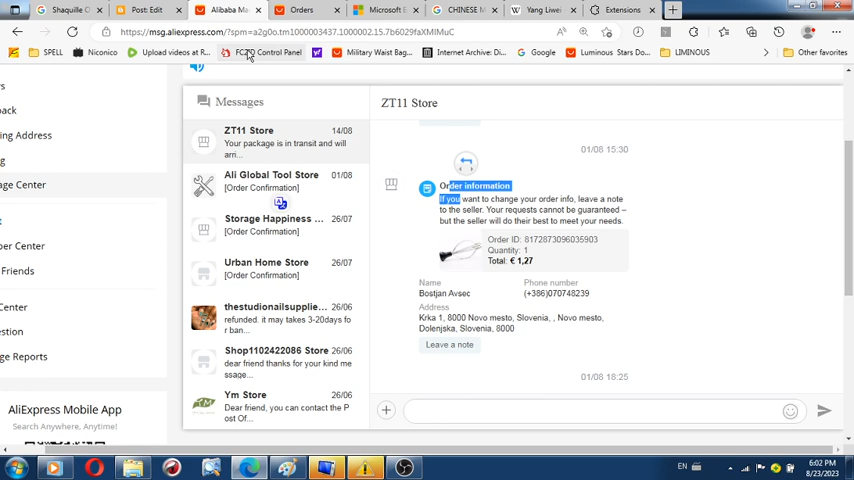 Shaquille O
Post: Edit
Alibaba Ma
Orders
Microsoft E
CHINESE M
Yang Liwei
Extensions
https://msg.aliexpress.com/?spm=a2g0o.tm1000003437.1000002.15.7b6029faXMIMuC
SPELL
Niconico
Upload videos at R...
FC2ID Control Panel
Military Waist Bag...
Internet Archive: Di...
Google
Luminous Stars Do...
LIMINOUS
Other favorites
Messages
ZT11 Store
ZT11 Store
14/08
Your package is in transit and will
arri...
Ali Global Tool Store
01/08
[Order Confirmation]
Storage Happiness ...
26/07
[Order Confirmation]
Urban Home Store
26/07
[Order Confirmation]
thestudionailsupplie...
26/06
refunded. it may takes 3-20days fo
r ban...
Shop1102422086 Store
26/06
dear friend thanks for your kind me
ssage...
Ym Store
26/06
Dear friend, you can contact the P
ost Of...
01/08 15:30
Order information
If you want to change your order info, leave a note
to the seller. Your requests cannot be guaranteed –
but the seller will do their best to meet your needs.
Order ID: 8172873096035903
Quantity: 1
Total: € 1,27
Name
Phone number
Bostjan Avsec
(+386)070748239
Address
Krka 1, 8000 Novo mesto, Slovenia, , Novo mesto,
Dolenjska, Slovenia, 8000
Leave a note
01/08 18:25
s
back
ing Address
g
age Center
per Center
Friends
Center
estion
ge Reports
AliExpress Mobile App
Search Anywhere, Anytime!
EN
6:02 PM
8/23/2023